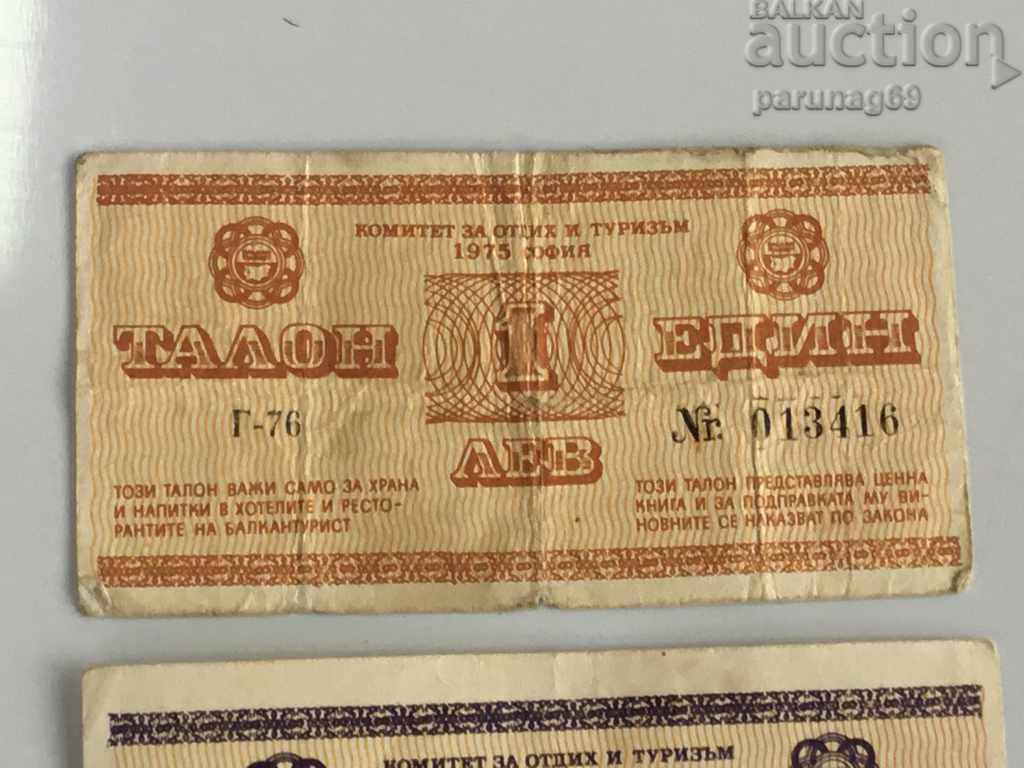 BALKAN
auction
parunag69
КОМИТЕТ ЗА ОТДИХ И ТУРИЗЪМ
1975 СОФИЯ
ТАЛОН
1
ЕДИН
Г-76
ЛЕВ
Nr. 013416
ТОЗИ ТАЛОН ВАЖИ САМО ЗА ХРАНА
И НАПИТКИ В ХОТЕЛИТЕ И РЕСТО-
РАНТИТЕ НА БАЛКАНТУРИСТ
ТОЗИ ТАЛОН ПРЕДСТАВЛЯВА ЦЕННА
КНИГА И ЗА ПОДПРАВКАТА МУ ВИ-
НОВНИТЕ СЕ НАКАЗВАТ ПО ЗАКОНА
КОМИТЕТ ЗА ОТДИХ И ТУРИЗЪМ